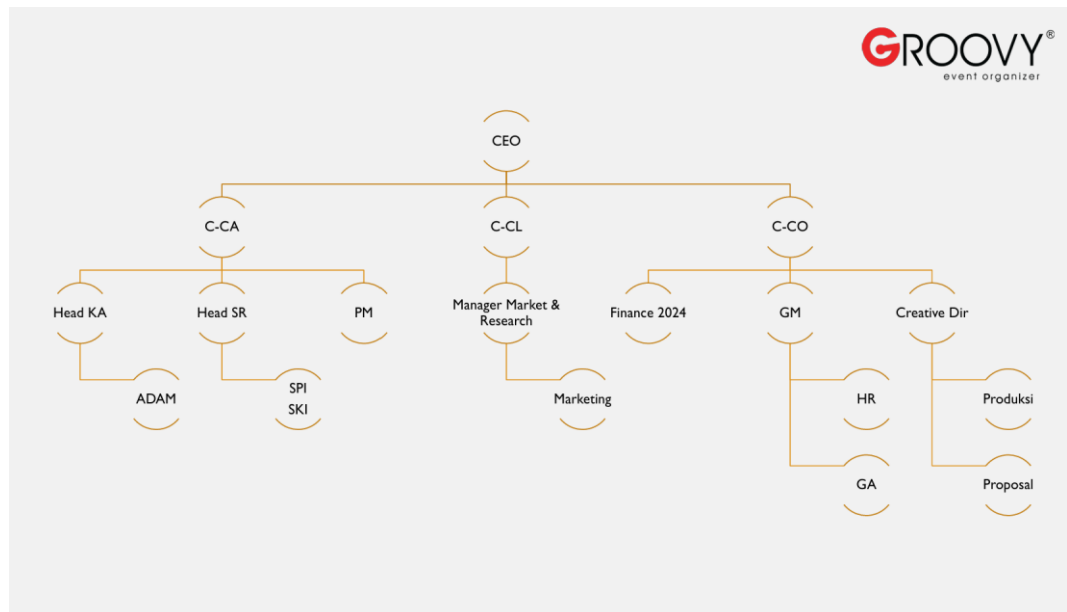 GROOVY®
event organizer
CEO
C-CA
C-CL
C-CO
Head KA
Head SR
PM
Manager Market &
Research
Finance 2024
GM
Creative Dir
ADAM
SPI
SKI
Marketing
HR
Produksi
GA
Proposal